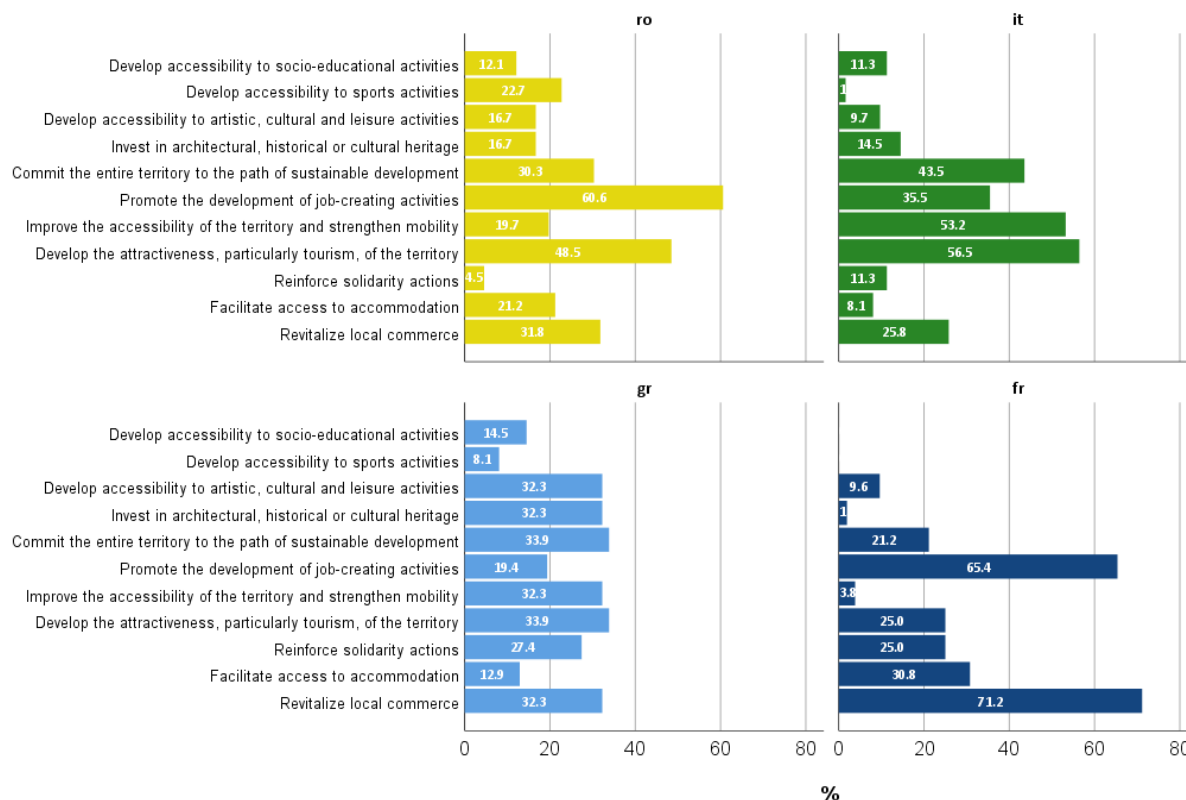 ro
it
Develop accessibility to socio-educational activities 12.1 11.3
Develop accessibility to sports activities 22.7 1
Develop accessibility to artistic, cultural and leisure activities 16.7 9.7
Invest in architectural, historical or cultural heritage 16.7 14.5
Commit the entire territory to the path of sustainable development 30.3 43.5
Promote the development of job-creating activities 60.6 35.5
Improve the accessibility of the territory and strengthen mobility 19.7 53.2
Develop the attractiveness, particularly tourism, of the territory 48.5 56.5
Reinforce solidarity actions 4.5 11.3
Facilitate access to accommodation 21.2 8.1
Revitalize local commerce 31.8 25.8
gr
fr
Develop accessibility to socio-educational activities 14.5
Develop accessibility to sports activities 8.1
Develop accessibility to artistic, cultural and leisure activities 32.3 9.6
Invest in architectural, historical or cultural heritage 32.3 1
Commit the entire territory to the path of sustainable development 33.9 21.2
Promote the development of job-creating activities 19.4 65.4
Improve the accessibility of the territory and strengthen mobility 32.3 3.8
Develop the attractiveness, particularly tourism, of the territory 33.9 25.0
Reinforce solidarity actions 27.4 25.0
Facilitate access to accommodation 12.9 30.8
Revitalize local commerce 32.3 71.2
0 20 40 60 80 0 20 40 60 80
%